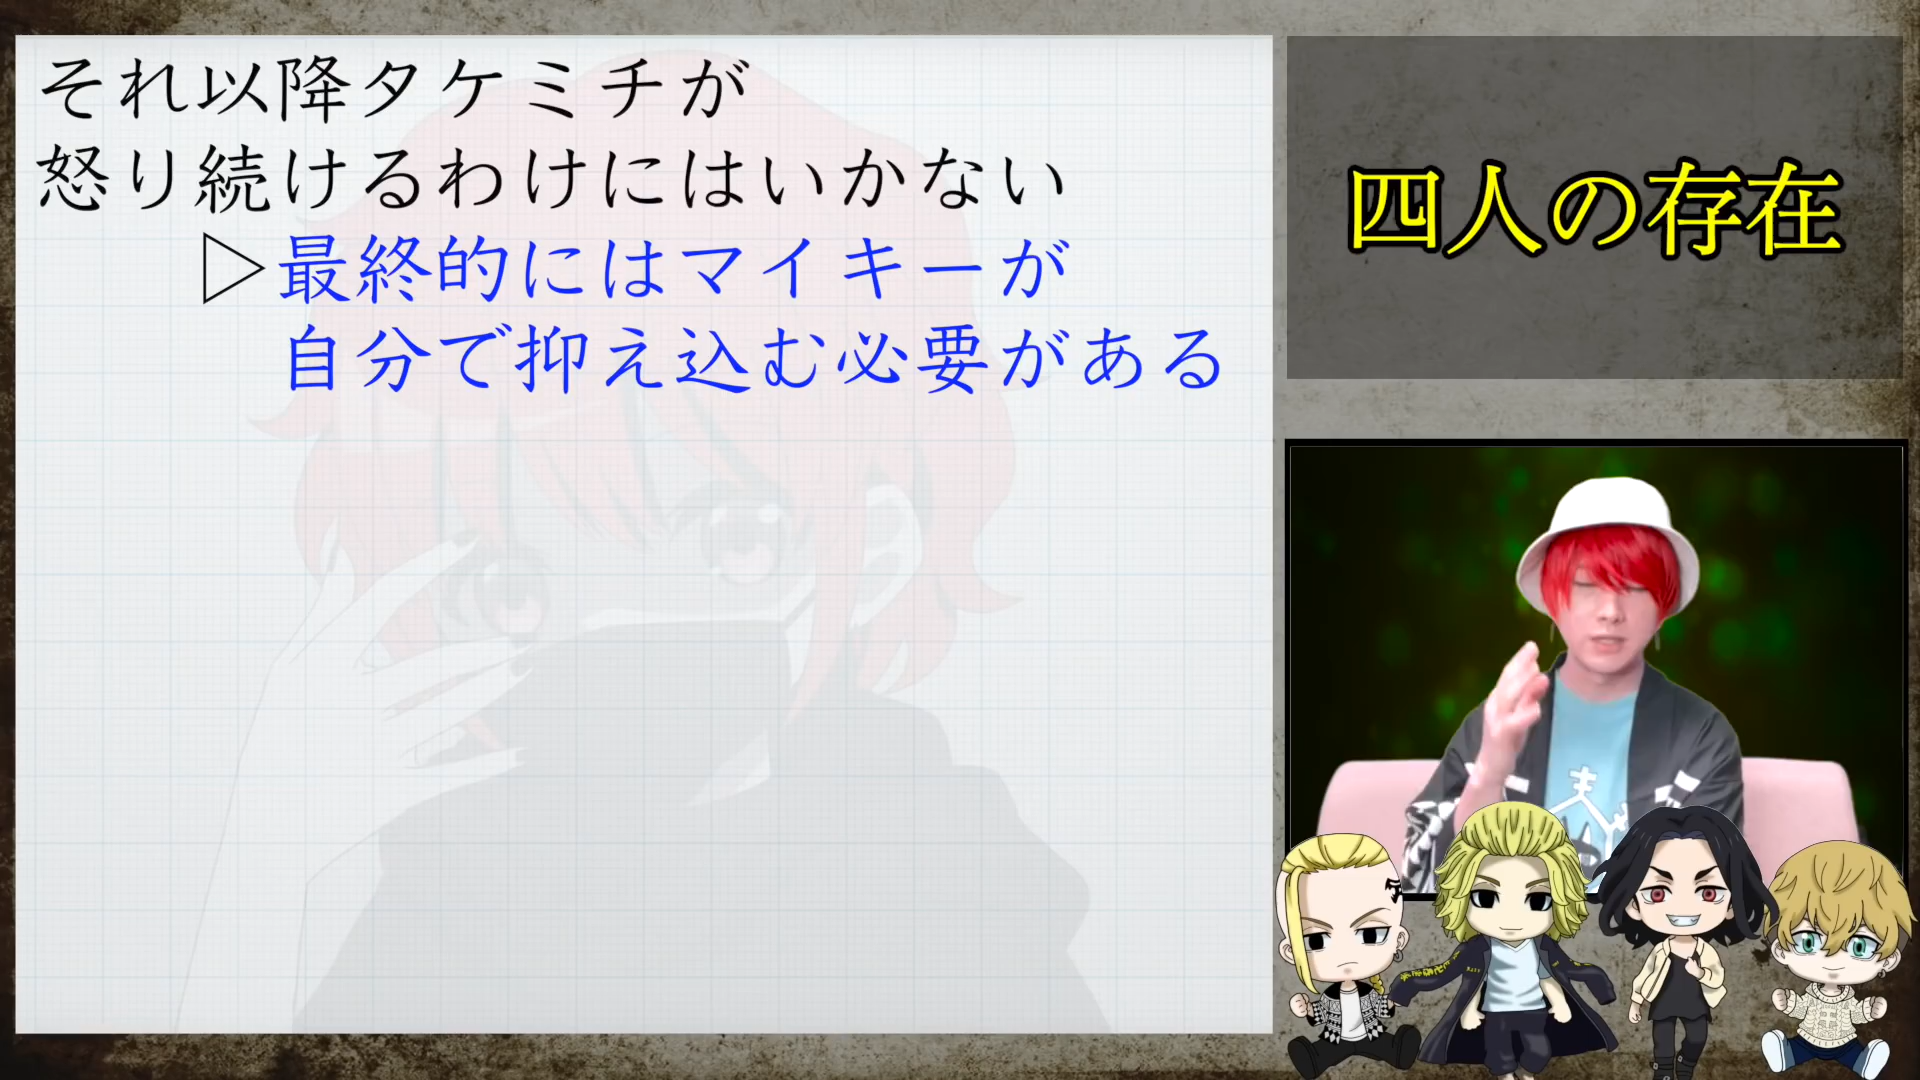 それ以降タケミチが
怒り続けるわけにはいかない
▷最終的にはマイキーが
自分で抑え込む必要がある
四人の存在